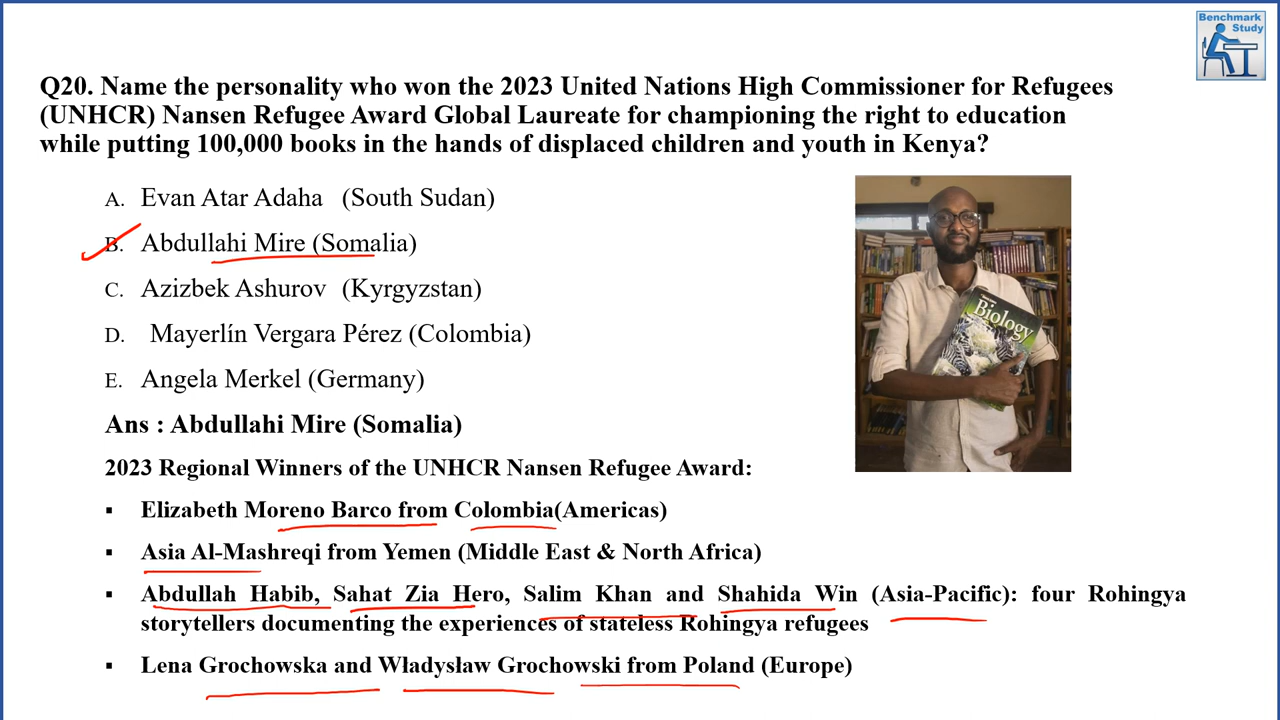 Benchmark
Study
Q20. Name the personality who won the 2023 United Nations High Commissioner for Refugees
(UNHCR) Nansen Refugee Award Global Laureate for championing the right to education
while putting 100,000 books in the hands of displaced children and youth in Kenya?
A. Evan Atar Adaha (South Sudan)
B. Abdullahi Mire (Somalia)
C. Azizbek Ashurov (Kyrgyzstan)
D. Mayerlín Vergara Pérez (Colombia)
E. Angela Merkel (Germany)
Biology
Ans : Abdullahi Mire (Somalia)
2023 Regional Winners of the UNHCR Nansen Refugee Award:
▪ Elizabeth Moreno Barco from Colombia(Americas)
▪ Asia Al-Mashreqi from Yemen (Middle East & North Africa)
▪ Abdullah Habib, Sahat Zia Hero, Salim Khan and Shahida Win (Asia-Pacific): four Rohingya
storytellers documenting the experiences of stateless Rohingya refugees
▪ Lena Grochowska and Władysław Grochowski from Poland (Europe)